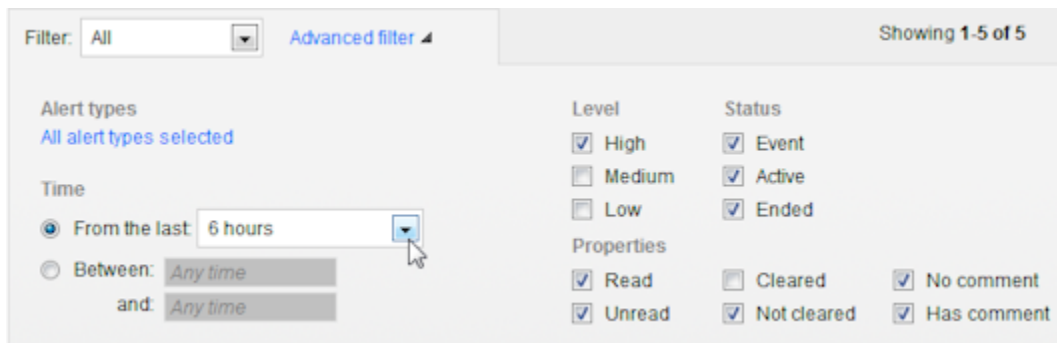 Filter: All Advanced filter Showing 1-5 of 5
Alert types
All alert types selected
Time
From the last: 6 hours
Between: Any time
and: Any time
Level Status
High Event
Medium Active
Low Ended
Properties
Read Cleared No comment
Unread Not cleared Has comment